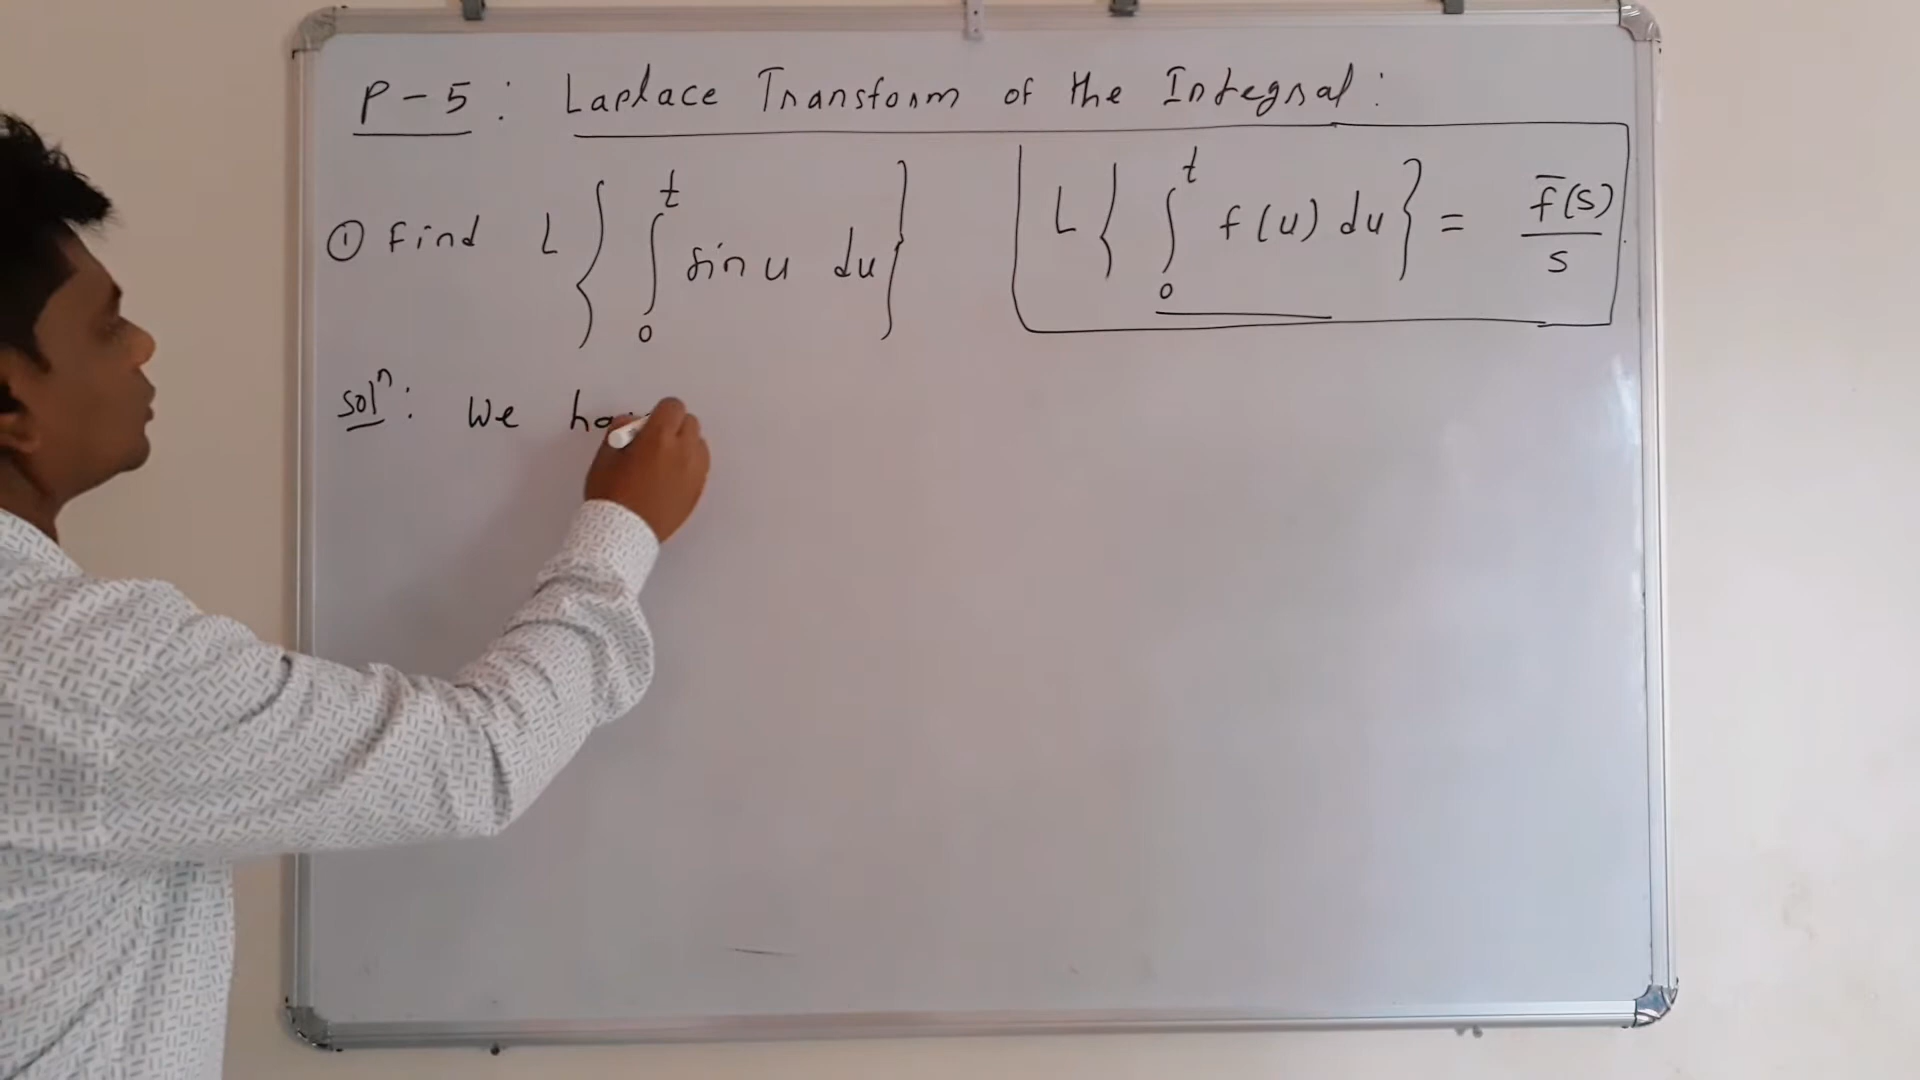 P - 5 : Laplace Transform of the Integral :
① Find L { ∫₀ᵗ sin u du } L { ∫₀ᵗ f(u) du } = f̅(s) / s
solⁿ : We